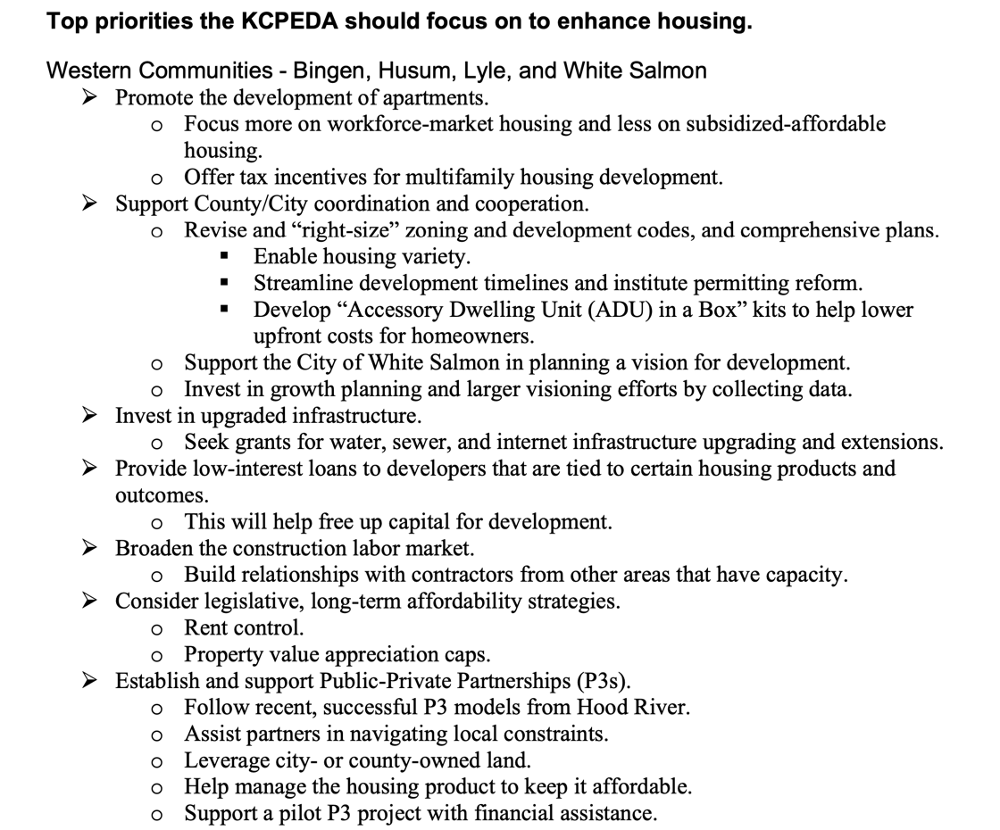 Top priorities the KCPEDA should focus on to enhance housing.
Western Communities - Bingen, Husum, Lyle, and White Salmon
➢ Promote the development of apartments.
o Focus more on workforce-market housing and less on subsidized-affordable
housing.
o Offer tax incentives for multifamily housing development.
➢ Support County/City coordination and cooperation.
o Revise and “right-size” zoning and development codes, and comprehensive plans.
▪ Enable housing variety.
▪ Streamline development timelines and institute permitting reform.
▪ Develop “Accessory Dwelling Unit (ADU) in a Box” kits to help lower
upfront costs for homeowners.
o Support the City of White Salmon in planning a vision for development.
o Invest in growth planning and larger visioning efforts by collecting data.
➢ Invest in upgraded infrastructure.
o Seek grants for water, sewer, and internet infrastructure upgrading and extensions.
➢ Provide low-interest loans to developers that are tied to certain housing products and
outcomes.
o This will help free up capital for development.
➢ Broaden the construction labor market.
o Build relationships with contractors from other areas that have capacity.
➢ Consider legislative, long-term affordability strategies.
o Rent control.
o Property value appreciation caps.
➢ Establish and support Public-Private Partnerships (P3s).
o Follow recent, successful P3 models from Hood River.
o Assist partners in navigating local constraints.
o Leverage city- or county-owned land.
o Help manage the housing product to keep it affordable.
o Support a pilot P3 project with financial assistance.